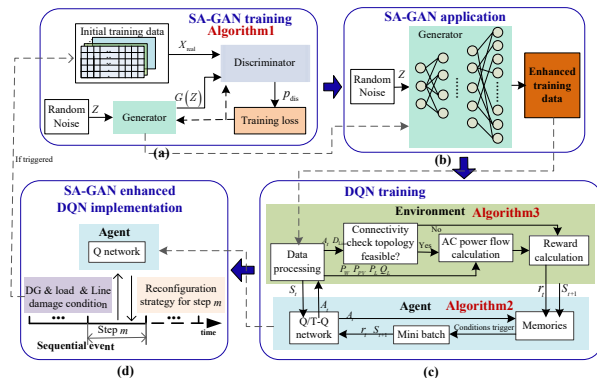 SA-GAN training
Initial training data
Algorithm1
X_real
Discriminator
G(Z)
p_dis
Random
Noise
Z
Generator
Training loss
(a)
SA-GAN application
Generator
Random
Noise
Z
Enhanced
training
data
(b)
If triggered
SA-GAN enhanced
DQN implementation
Agent
Q network
DG & load & Line
damage condition
Reconfiguration
strategy for step m
Step m
time
Sequential event
(d)
DQN training
Environment
Algorithm3
Connectivity
check topology
feasible?
No
Yes
AC power flow
calculation
Reward
calculation
Data
processing
A_t
P_W P_PV P_L Q_L
S_t
A_t
r_t
S_t+1
Agent
Algorithm2
Q/T-Q
network
A_t
r_t S_t+1
Mini batch
Conditions trigger
Memories
(c)